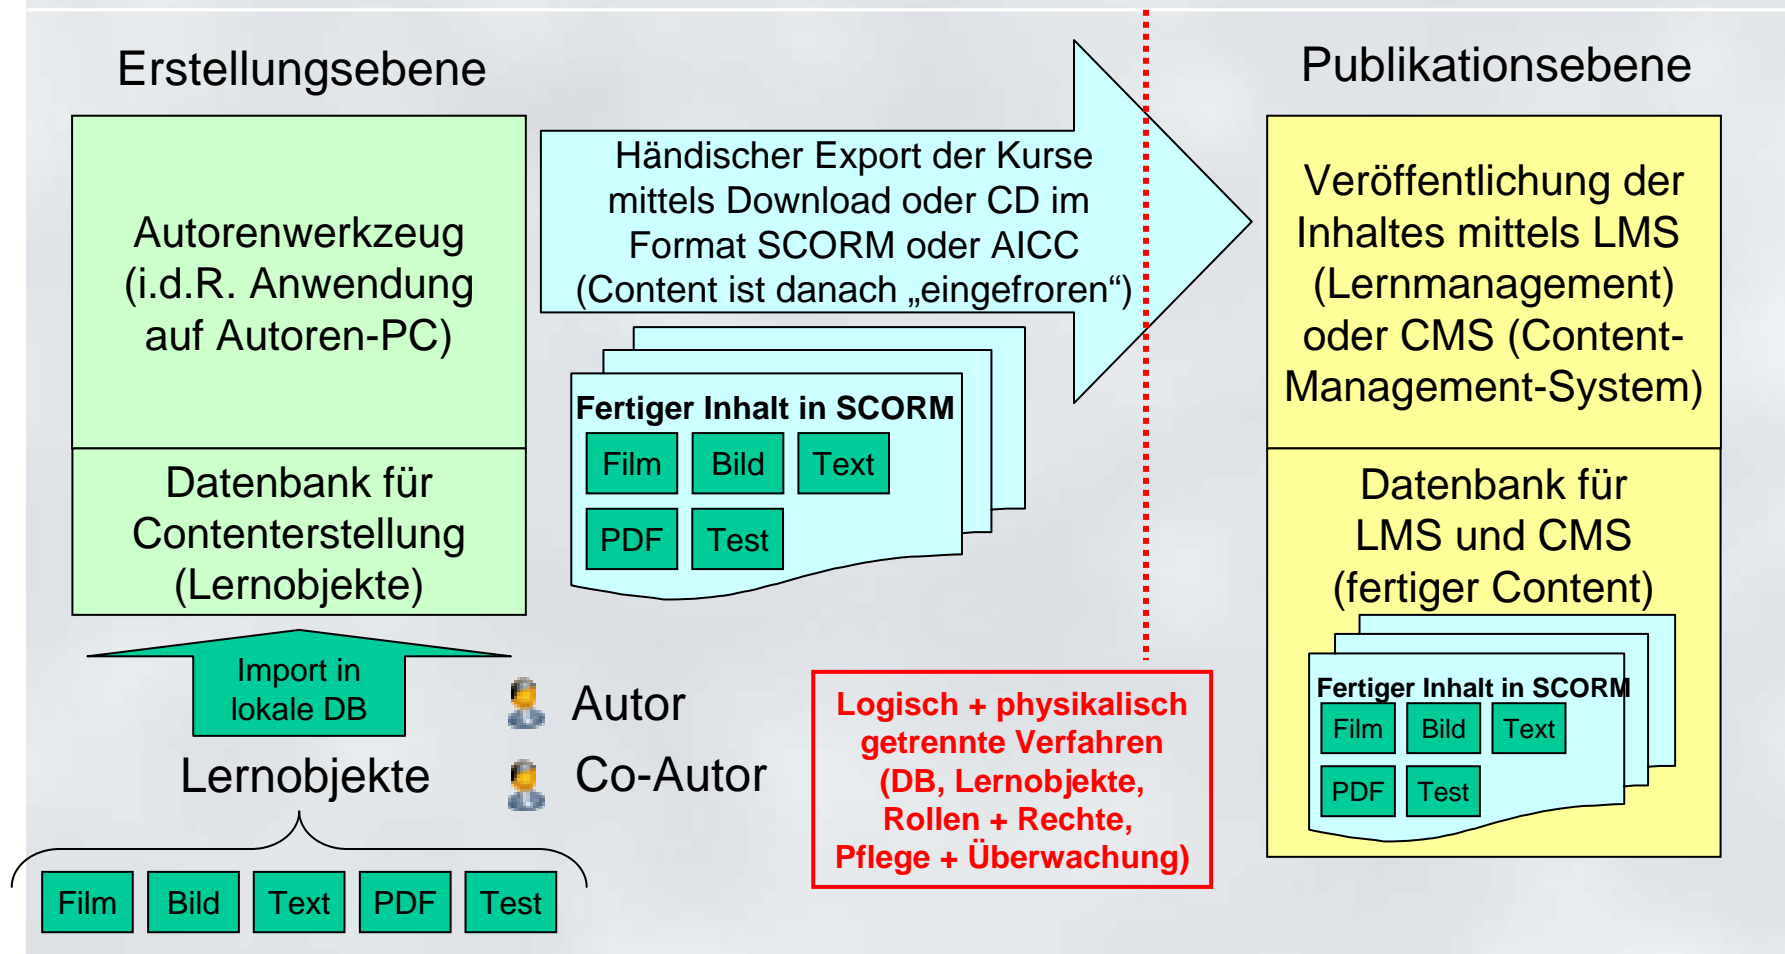 Erstellungsebene
Autorenwerkzeug
(i.d.R. Anwendung
auf Autoren-PC)
Datenbank für
Contenterstellung
(Lernobjekte)
Import in
lokale DB
Lernobjekte
Film
Bild
Text
PDF
Test
Autor
Co-Autor
Händischer Export der Kurse
mittels Download oder CD im
Format SCORM oder AICC
(Content ist danach „eingefroren“)
Fertiger Inhalt in SCORM
Film
Bild
Text
PDF
Test
Logisch + physikalisch
getrennte Verfahren
(DB, Lernobjekte,
Rollen + Rechte,
Pflege + Überwachung)
Publikationsebene
Veröffentlichung der
Inhaltes mittels LMS
(Lernmanagement)
oder CMS (Content-
Management-System)
Datenbank für
LMS und CMS
(fertiger Content)
Fertiger Inhalt in SCORM
Film
Bild
Text
PDF
Test